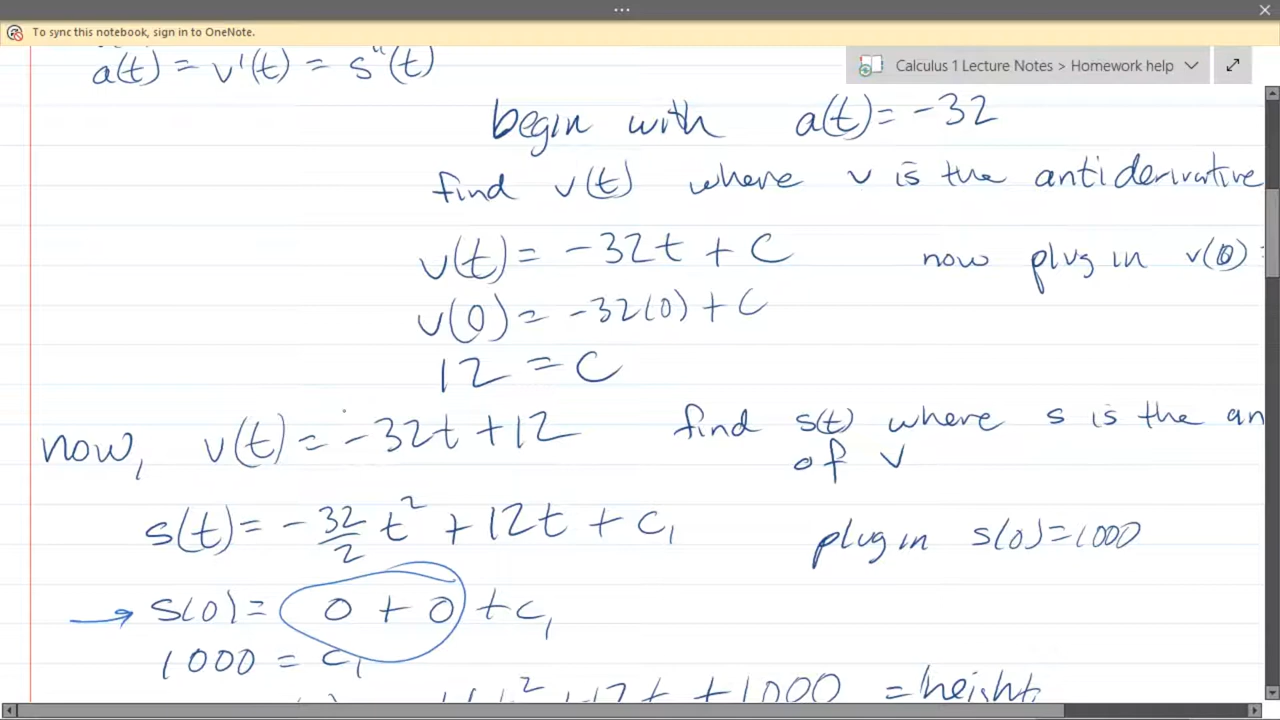 ...
To sync this notebook, sign in to OneNote.
a(t) = v'(t) = s''(t)
Calculus 1 Lecture Notes > Homework help
begin with a(t) = -32
find v(t) where v is the antiderivative
v(t) = -32t + C now plug in v(0) =
v(0) = -32(0) + C
12 = C
now, v(t) = -32t + 12 find s(t) where s is the an
of v
s(t) = -32/2 t² + 12t + C₁ plug in s(0) = 1000
→ s(0) = 0 + 0 + C₁
1000 = C₁
t² + 12t + 1000 = height